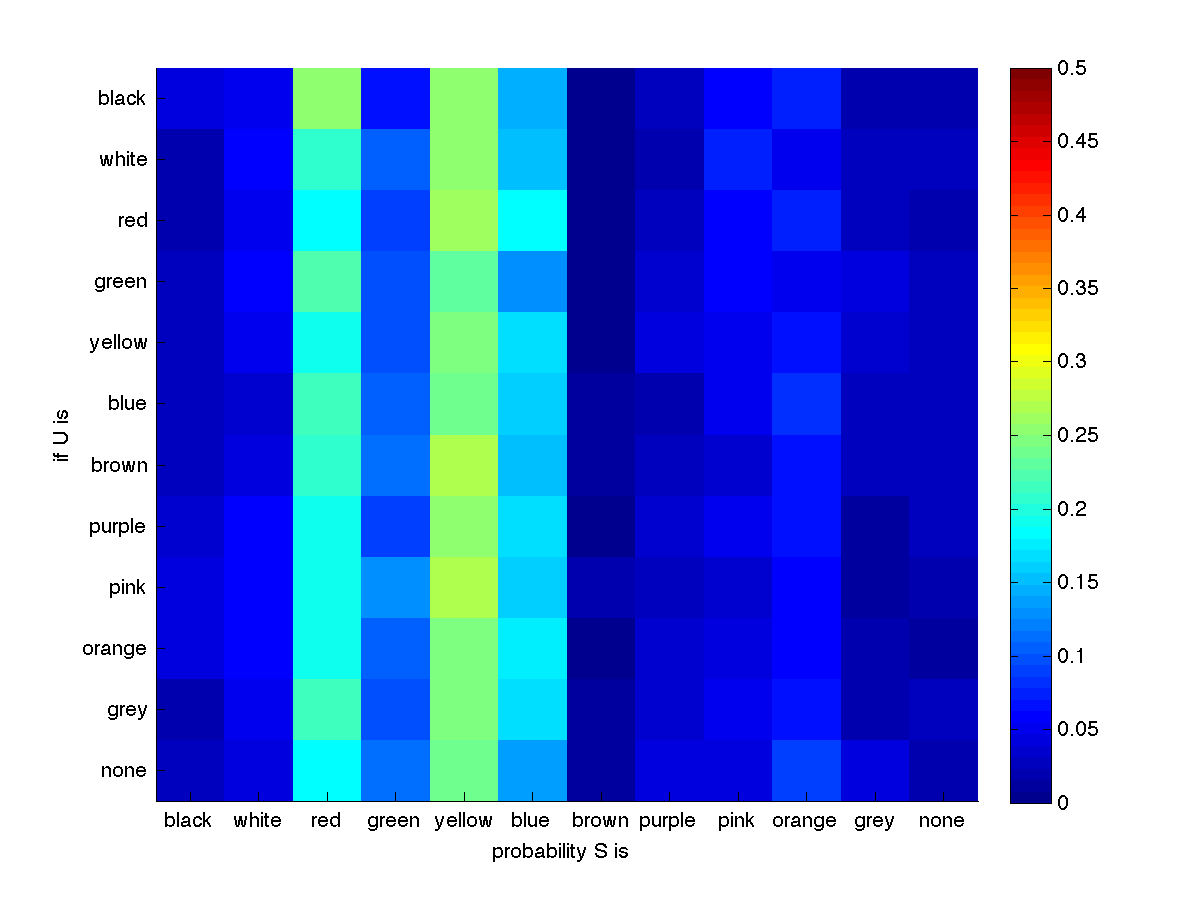 black
white
red
green
yellow
blue
brown
purple
pink
orange
grey
none
if U is
black white red green yellow blue brown purple pink orange grey none
probability S is
0.5
0.45
0.4
0.35
0.3
0.25
0.2
0.15
0.1
0.05
0